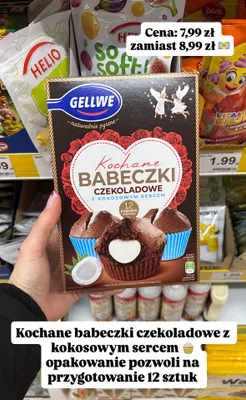 Cena: 7,99 zł
zamiast 8,99 zł
HELIO
SO
SOFT!
GELLWE
naturalnie pyszne
Kochane
BABECZKI
CZEKOLADOWE
Z KOKOSOWYM SERCEM
12
1.99
Kochane babeczki czekoladowe z
kokosowym sercem 🧁
opakowanie pozwoli na
przygotowanie 12 sztuk